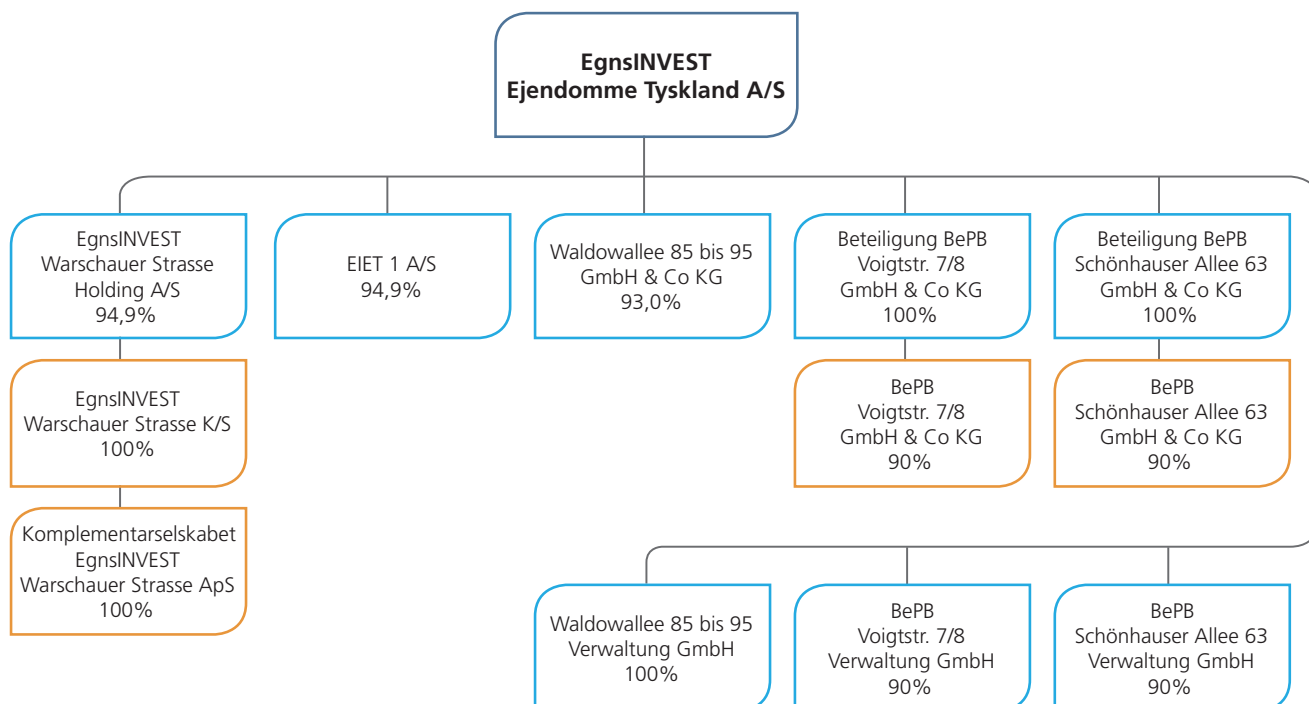 EgnsINVEST
Ejendomme Tyskland A/S
EgnsINVEST
Warschauer Strasse
Holding A/S
94,9%
EIET 1 A/S
94,9%
Waldowallee 85 bis 95
GmbH & Co KG
93,0%
Beteiligung BePB
Voigtstr. 7/8
GmbH & Co KG
100%
Beteiligung BePB
Schönhauser Allee 63
GmbH & Co KG
100%
EgnsINVEST
Warschauer Strasse K/S
100%
BePB
Voigtstr. 7/8
GmbH & Co KG
90%
BePB
Schönhauser Allee 63
GmbH & Co KG
90%
Komplementarselskabet
EgnsINVEST
Warschauer Strasse ApS
100%
Waldowallee 85 bis 95
Verwaltung GmbH
100%
BePB
Voigtstr. 7/8
Verwaltung GmbH
90%
BePB
Schönhauser Allee 63
Verwaltung GmbH
90%